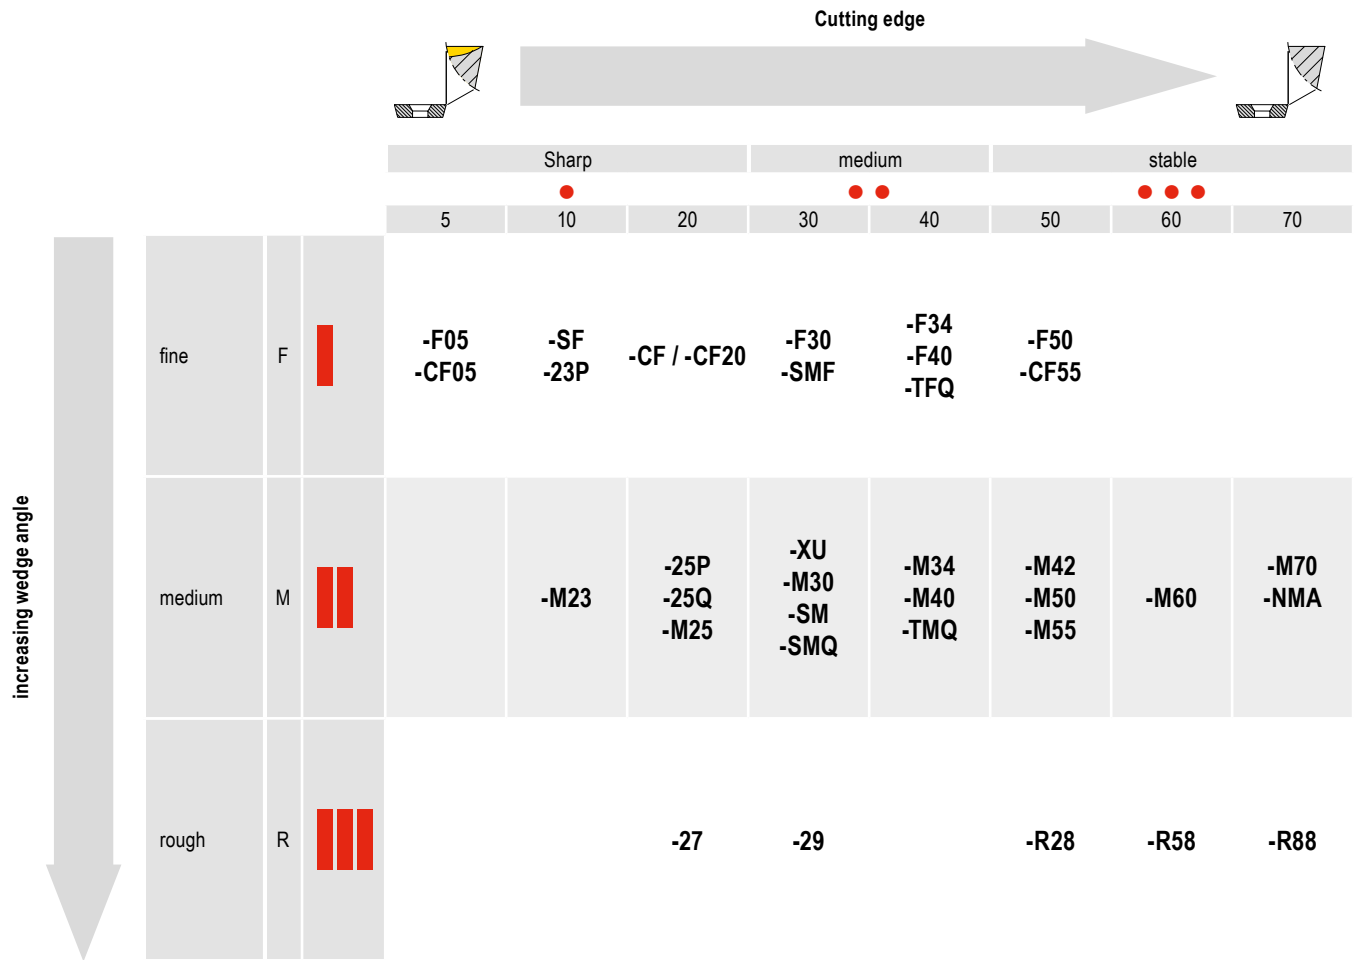 Cutting edge
Sharp medium stable
5 10 20 30 40 50 60 70
increasing wedge angle
fine F
-F05
-CF05
-SF
-23P
-CF / -CF20
-F30
-SMF
-F34
-F40
-TFQ
-F50
-CF55
medium M
-M23
-25P
-25Q
-M25
-XU
-M30
-SM
-SMQ
-M34
-M40
-TMQ
-M42
-M50
-M55
-M60
-M70
-NMA
rough R
-27
-29
-R28
-R58
-R88